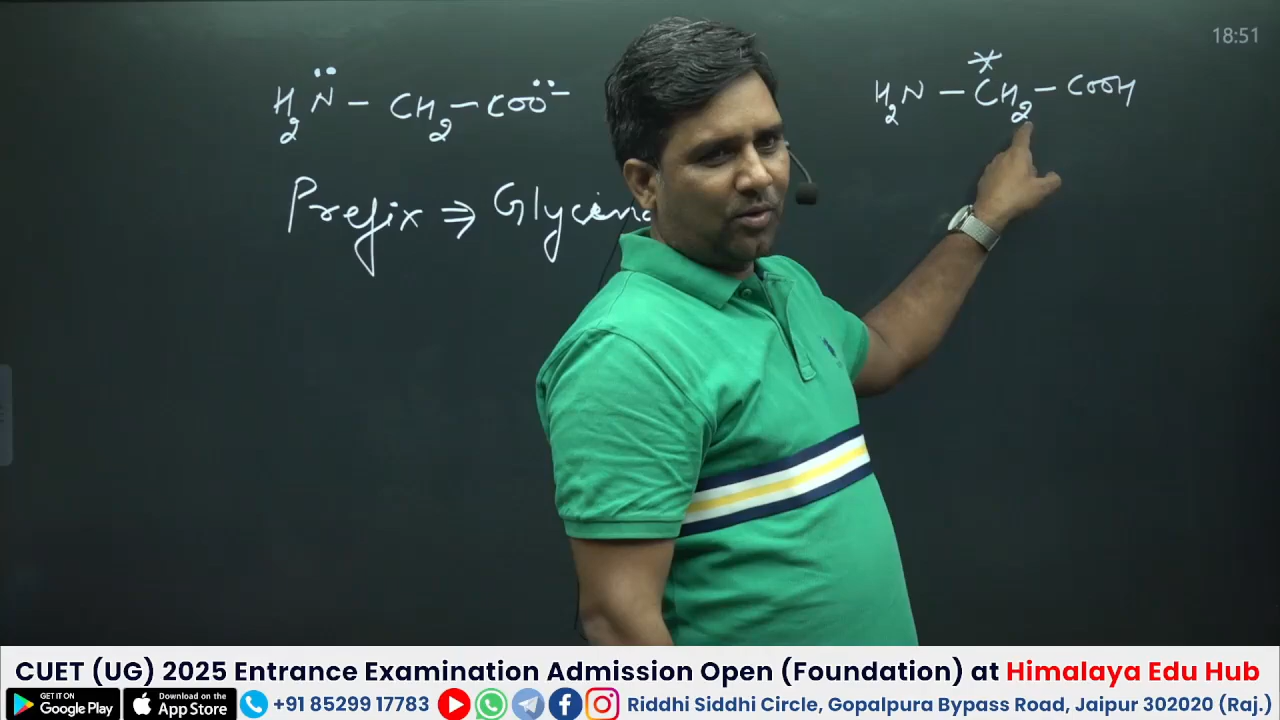 18:51
H₂N̈ – CH₂ – COÖ⁻
H₂N – C*H₂ – COOH
Prefix ⇒
CUET (UG) 2025 Entrance Examination Admission Open (Foundation) at Himalaya Edu Hub
GET IT ON
Google Play
Download on the
App Store
+91 85299 17783
Riddhi Siddhi Circle, Gopalpura Bypass Road, Jaipur 302020 (Raj.)